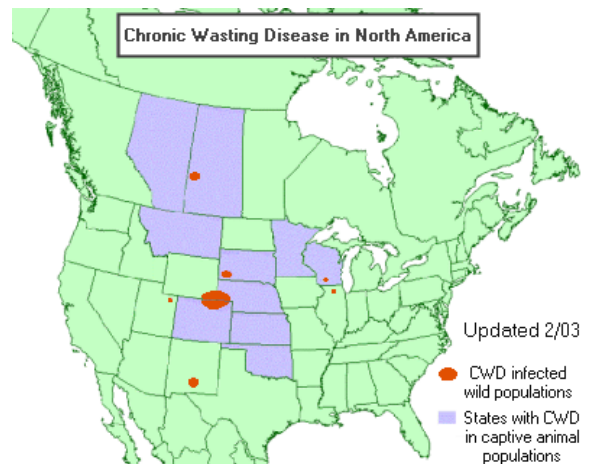 Chronic Wasting Disease in North America
Updated 2/03
CWD infected
wild populations
States with CWD
in captive animal
populations